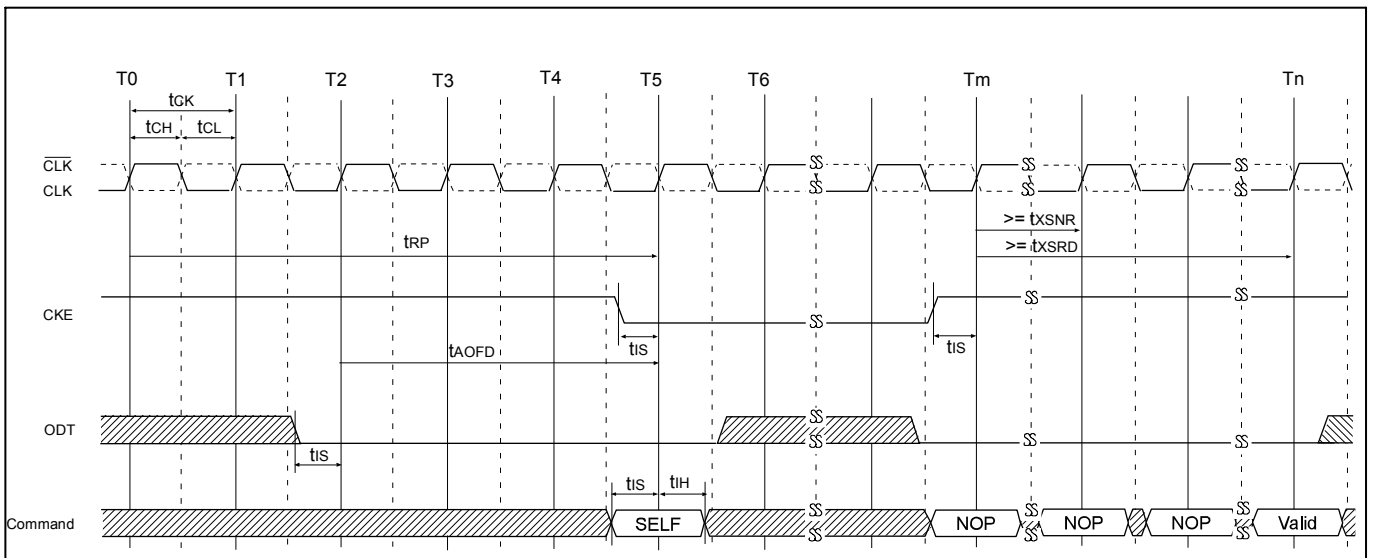 T0 T1 T2 T3 T4 T5 T6 Tm Tn
tCK
tCH tCL
CLK
CLK
>= tXSNR
tRP
>= tXSRD
CKE
tIS
tIS
tAOFD
ODT
tIS
tIS tIH
Command
SELF NOP NOP NOP Valid